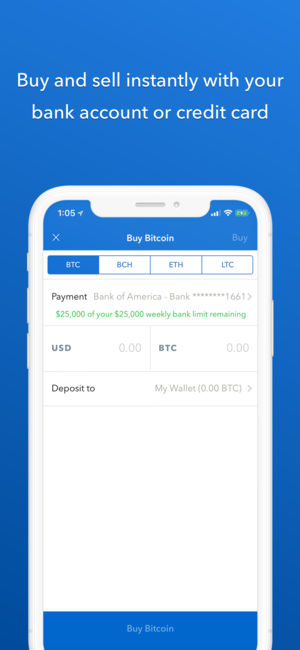 Buy and sell instantly with your
bank account or credit card
1:05
Buy Bitcoin Buy
BTC BCH ETH LTC
Payment Bank of America - Bank ********1661
$25,000 of your $25,000 weekly bank limit remaining
USD 0.00 BTC 0.00
Deposit to My Wallet (0.00 BTC)
Buy Bitcoin